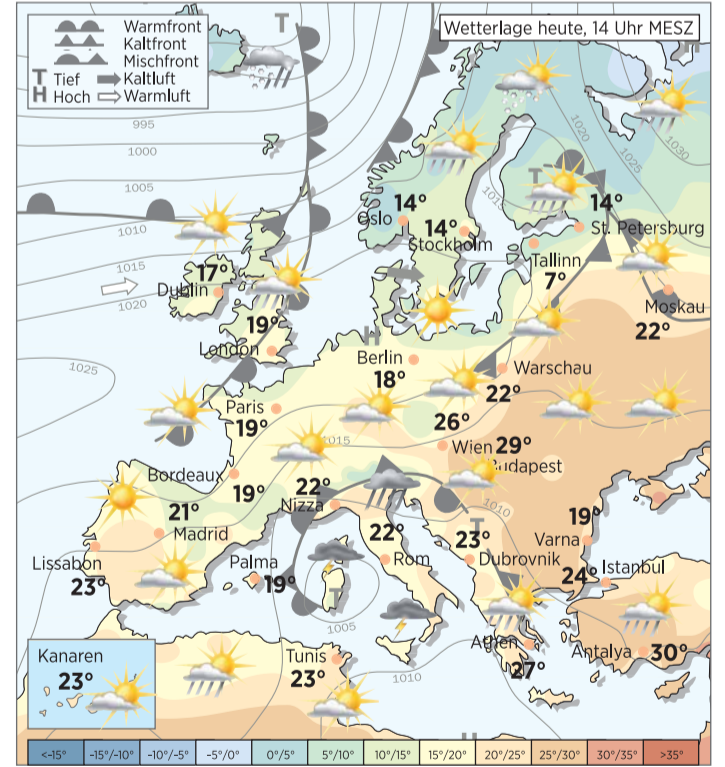 Wetterlage heute, 14 Uhr MESZ
Warmfront
Kaltfront
Mischfront
T Tief Kaltluft
H Hoch Warmluft
T
H
995
1000
1005
1010
1015
1020
1025
1020
1025
1030
1015
T
Oslo 14°
14°
Stockholm
14°
St. Petersburg
Tallinn
7°
Moskau
22°
17°
Dublin
19°
London
H
Berlin
18°
Warschau
22°
Paris
19°
26°
Wien 29°
Budapest
1015
Bordeaux
19°
22°
Nizza
1010
21°
Madrid
Lissabon
23°
Palma
19°
T
1005
22°
Rom
T
23°
Dubrovnik
19°
Varna
24° Istanbul
Athen
27°
Antalya 30°
Kanaren
23°
Tunis
23°
1010
H
<-15° -15°/-10° -10°/-5° -5°/0° 0°/5° 5°/10° 10°/15° 15°/20° 20°/25° 25°/30° 30°/35° >35°